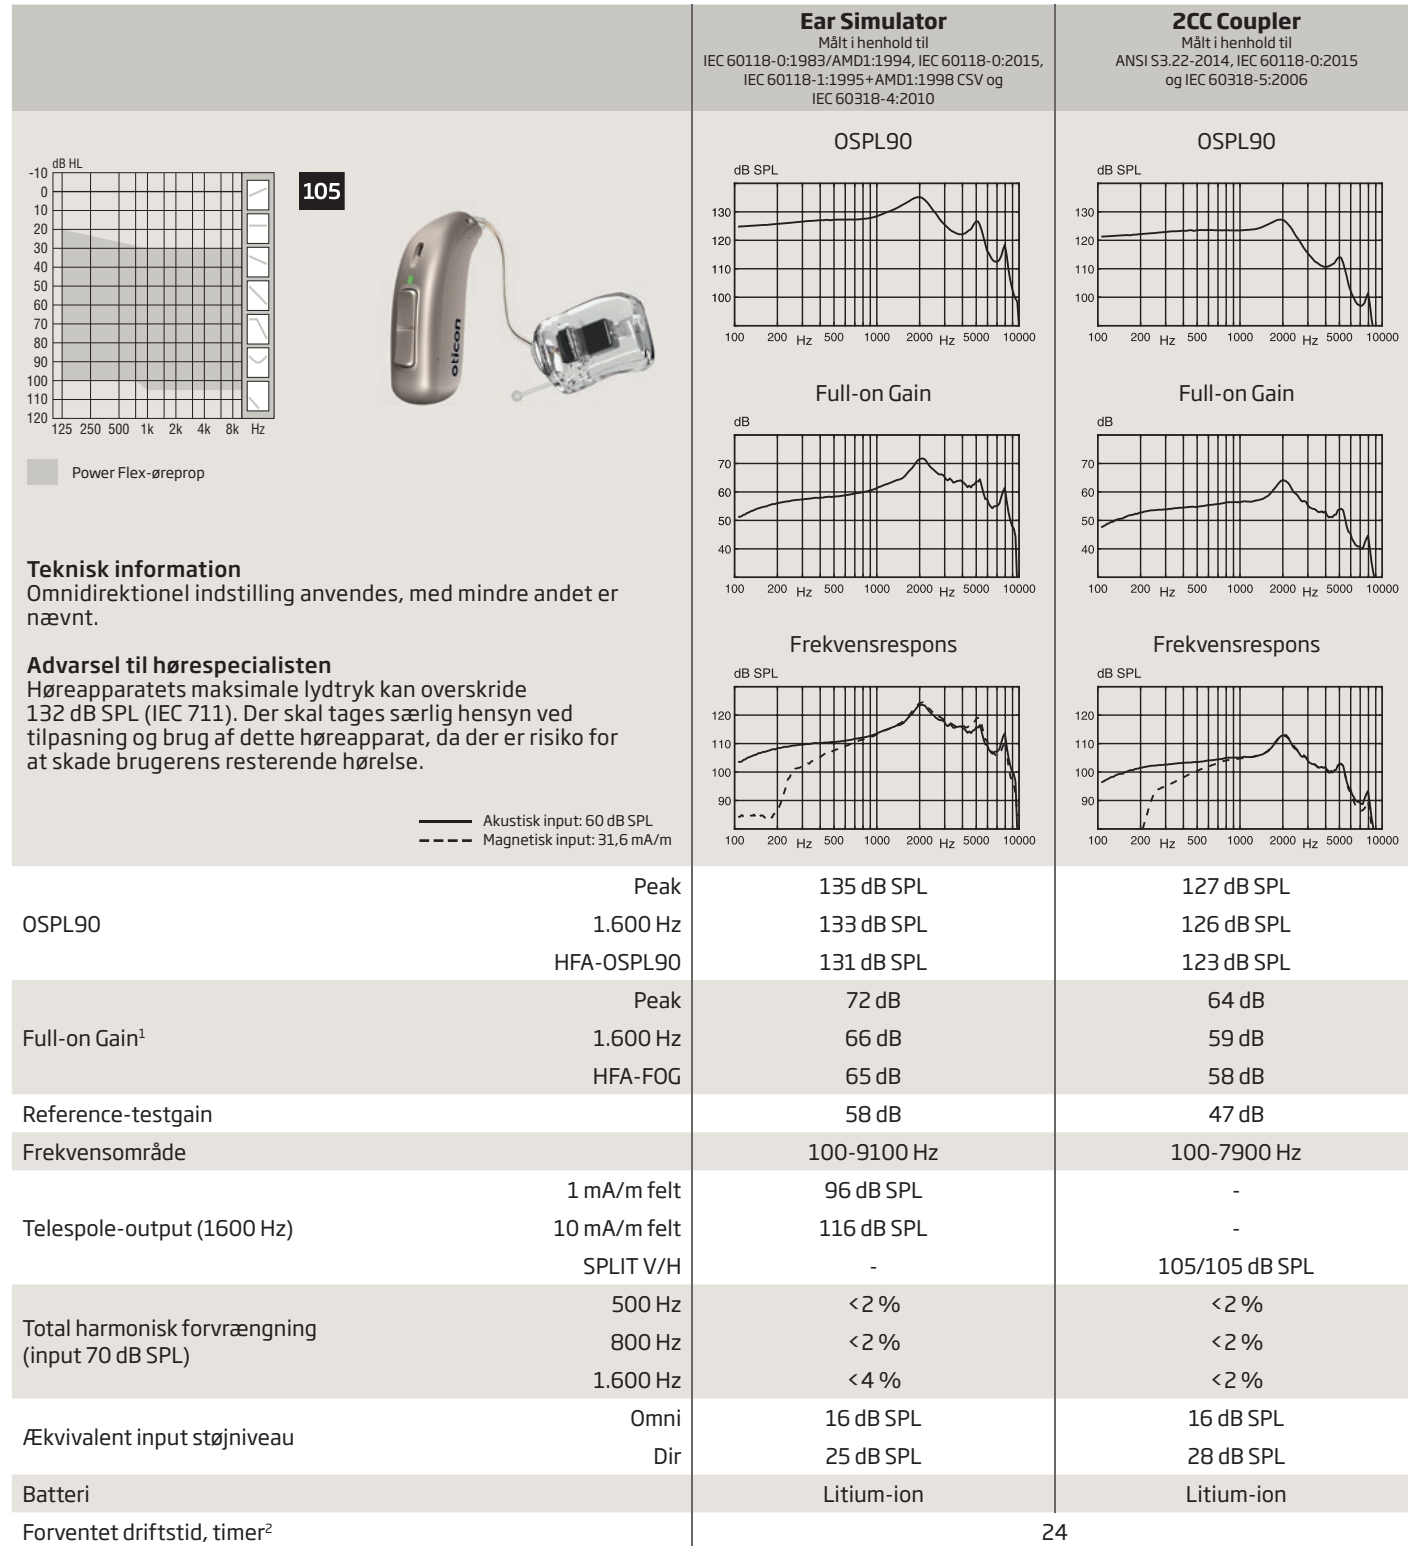 Ear Simulator
Målt i henhold til
IEC 60118-0:1983/AMD1:1994, IEC 60118-0:2015,
IEC 60118-1:1995+AMD1:1998 CSV og
IEC 60318-4:2010
2CC Coupler
Målt i henhold til
ANSI S3.22-2014, IEC 60118-0:2015
og IEC 60318-5:2006
dB HL
-10
0
10
20
30
40
50
60
70
80
90
100
110
120
125 250 500 1k 2k 4k 8k Hz
105
oticon
Power Flex-øreprop
Teknisk information
Omnidirektionel indstilling anvendes, med mindre andet er
nævnt.
Advarsel til hørespecialisten
Høreapparatets maksimale lydtryk kan overskride
132 dB SPL (IEC 711). Der skal tages særlig hensyn ved
tilpasning og brug af dette høreapparat, da der er risiko for
at skade brugerens resterende hørelse.
Akustisk input: 60 dB SPL
Magnetisk input: 31,6 mA/m
OSPL90
dB SPL
130
120
110
100
100 200 Hz 500 1000 2000 Hz 5000 10000
Full-on Gain
dB
70
60
50
40
100 200 Hz 500 1000 2000 Hz 5000 10000
Frekvensrespons
dB SPL
120
110
100
90
100 200 Hz 500 1000 2000 Hz 5000 10000
OSPL90
dB SPL
130
120
110
100
100 200 Hz 500 1000 2000 Hz 5000 10000
Full-on Gain
dB
70
60
50
40
100 200 Hz 500 1000 2000 Hz 5000 10000
Frekvensrespons
dB SPL
120
110
100
90
100 200 Hz 500 1000 2000 Hz 5000 10000
Peak 135 dB SPL 127 dB SPL
OSPL90 1.600 Hz 133 dB SPL 126 dB SPL
HFA-OSPL90 131 dB SPL 123 dB SPL
Peak 72 dB 64 dB
Full-on Gain¹ 1.600 Hz 66 dB 59 dB
HFA-FOG 65 dB 58 dB
Reference-testgain 58 dB 47 dB
Frekvensområde 100-9100 Hz 100-7900 Hz
1 mA/m felt 96 dB SPL -
Telespole-output (1600 Hz) 10 mA/m felt 116 dB SPL -
SPLIT V/H - 105/105 dB SPL
500 Hz <2 % <2 %
Total harmonisk forvrængning
(input 70 dB SPL) 800 Hz <2 % <2 %
1.600 Hz <4 % <2 %
Omni 16 dB SPL 16 dB SPL
Ækvivalent input støjniveau
Dir 25 dB SPL 28 dB SPL
Batteri Litium-ion Litium-ion
Forventet driftstid, timer² 24